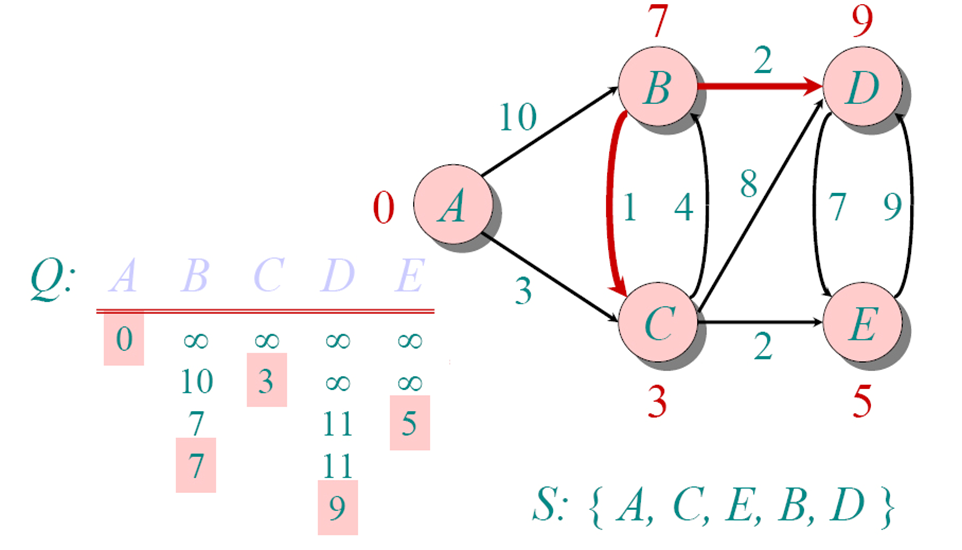 7 9
B 2 D
10
A
0
1 4 8 7 9
Q: A B C D E
3
C 2 E
0 ∞ ∞ ∞ ∞
10 3 ∞ ∞
3 5
7 11 5
7 11
9
S: { A, C, E, B, D }